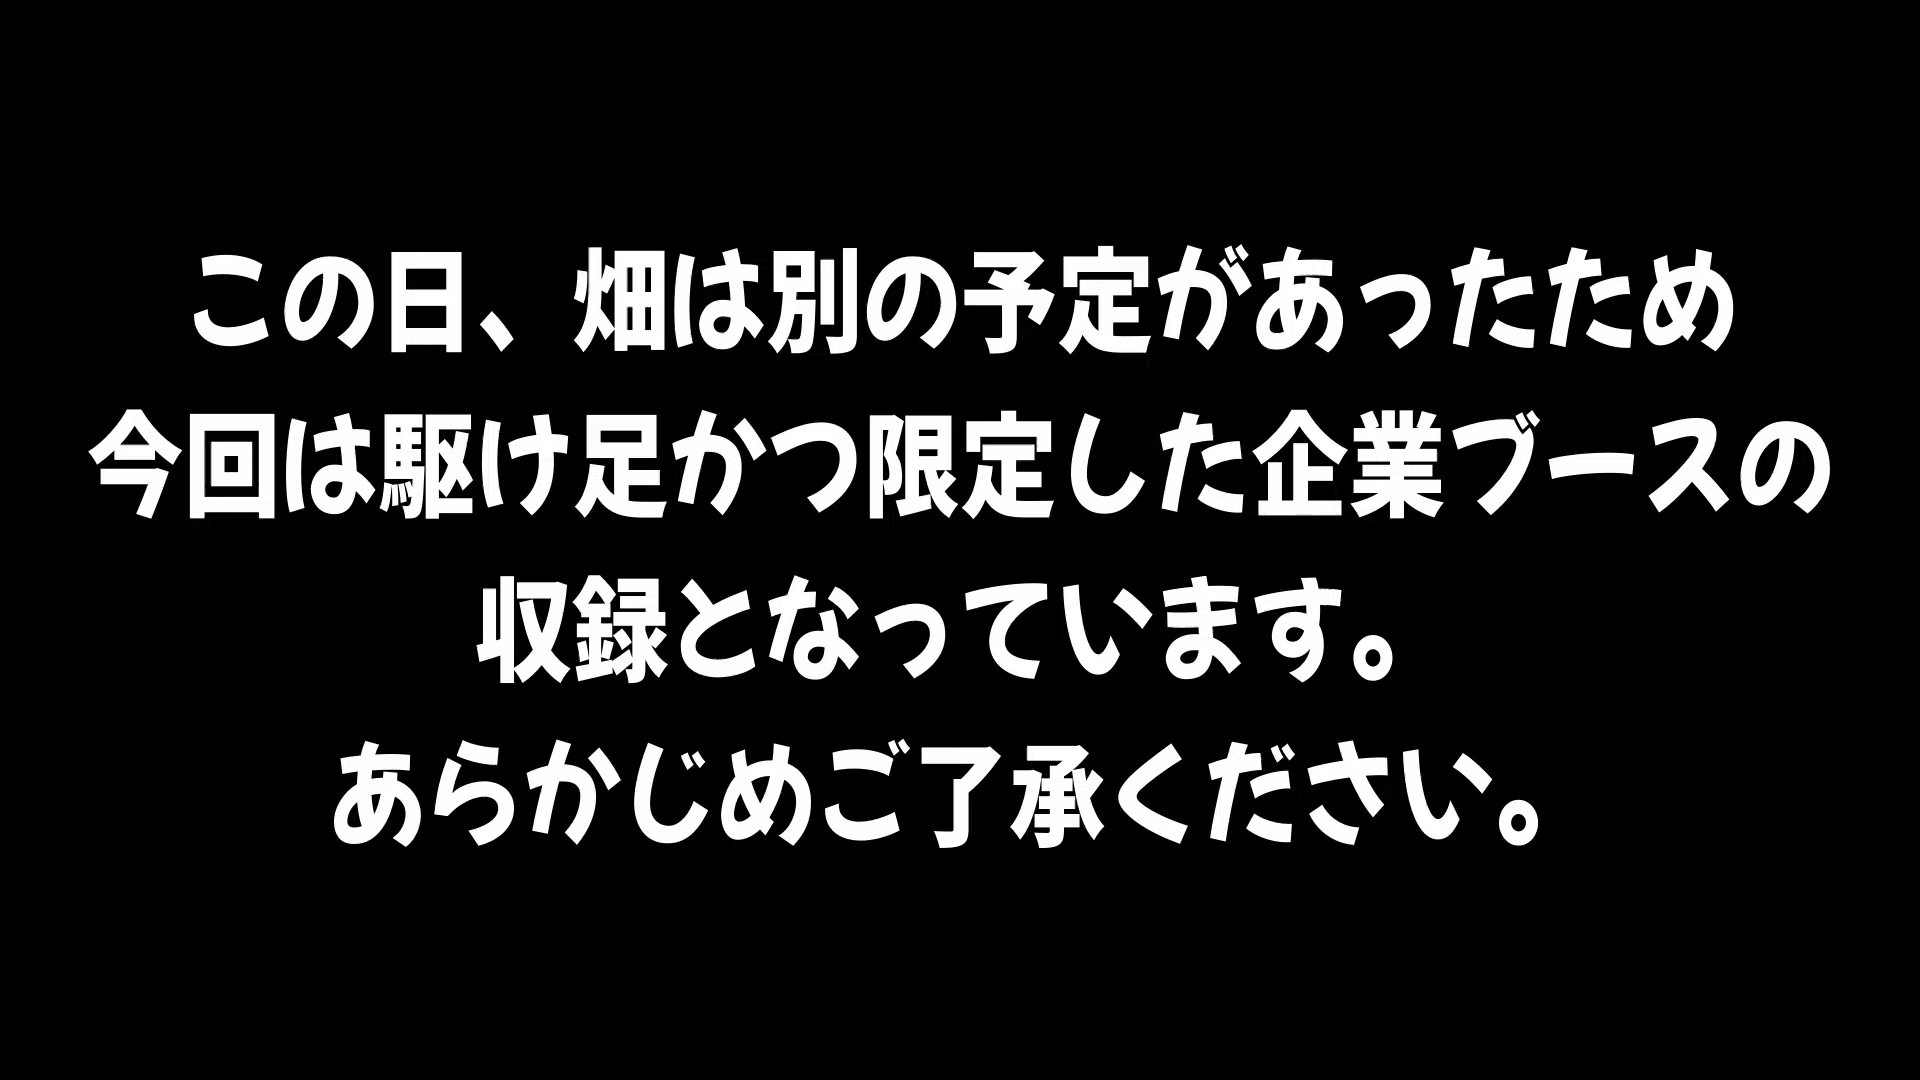 この日、畑は別の予定があったため
今回は駆け足かつ限定した企業ブースの
収録となっています。
あらかじめご了承ください。